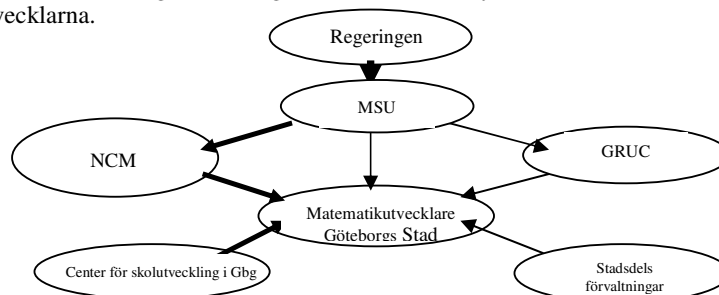 vecklarna.
Regeringen
MSU
NCM
GRUC
Matematikutvecklare
Göteborgs Stad
Center för skolutveckling i Gbg
Stadsdels
förvaltningar